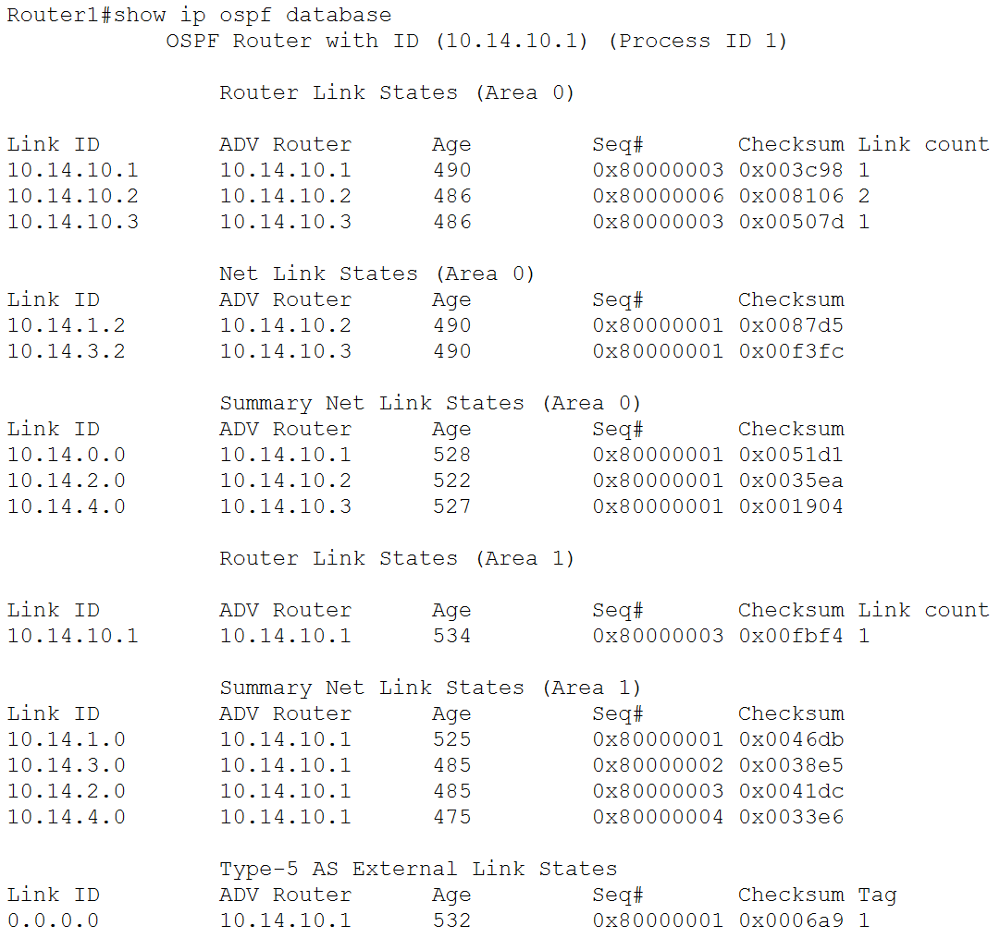 Router1#show ip ospf database
OSPF Router with ID (10.14.10.1) (Process ID 1)
Router Link States (Area 0)
Link ID ADV Router Age Seq# Checksum Link count
10.14.10.1 10.14.10.1 490 0x80000003 0x003c98 1
10.14.10.2 10.14.10.2 486 0x80000006 0x008106 2
10.14.10.3 10.14.10.3 486 0x80000003 0x00507d 1
Net Link States (Area 0)
Link ID ADV Router Age Seq# Checksum
10.14.1.2 10.14.10.2 490 0x80000001 0x0087d5
10.14.3.2 10.14.10.3 490 0x80000001 0x00f3fc
Summary Net Link States (Area 0)
Link ID ADV Router Age Seq# Checksum
10.14.0.0 10.14.10.1 528 0x80000001 0x0051d1
10.14.2.0 10.14.10.2 522 0x80000001 0x0035ea
10.14.4.0 10.14.10.3 527 0x80000001 0x001904
Router Link States (Area 1)
Link ID ADV Router Age Seq# Checksum Link count
10.14.10.1 10.14.10.1 534 0x80000003 0x00fbf4 1
Summary Net Link States (Area 1)
Link ID ADV Router Age Seq# Checksum
10.14.1.0 10.14.10.1 525 0x80000001 0x0046db
10.14.3.0 10.14.10.1 485 0x80000002 0x0038e5
10.14.2.0 10.14.10.1 485 0x80000003 0x0041dc
10.14.4.0 10.14.10.1 475 0x80000004 0x0033e6
Type-5 AS External Link States
Link ID ADV Router Age Seq# Checksum Tag
0.0.0.0 10.14.10.1 532 0x80000001 0x0006a9 1